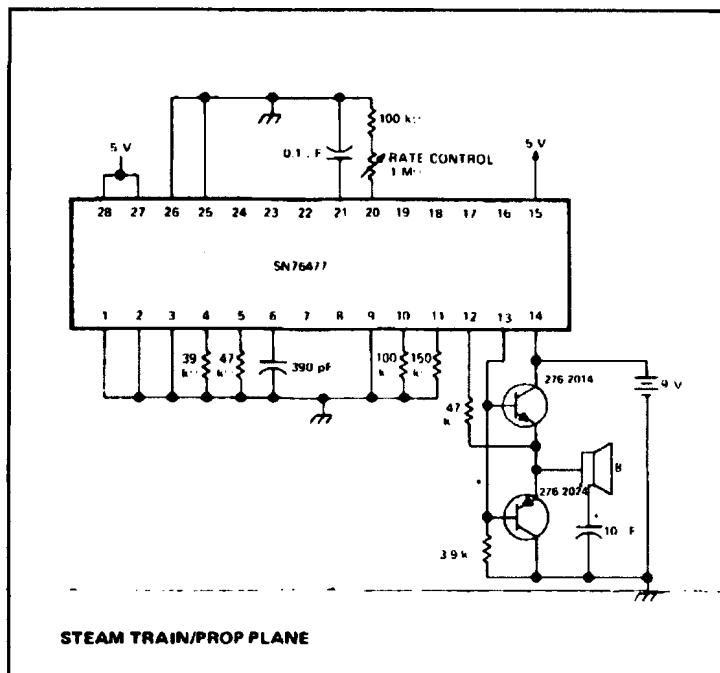 100 k
5 V
0.1 F
RATE CONTROL
1 M
5 V
28 27 26 25 24 23 22 21 20 19 18 17 16 15
SN76477
1 2 3 4 5 6 7 8 9 10 11 12 13 14
39 k
47 k
390 pF
100 k
150 k
47 k
276 2014
9 V
8
276 2024
10 F
3.9 k
STEAM TRAIN/PROP PLANE